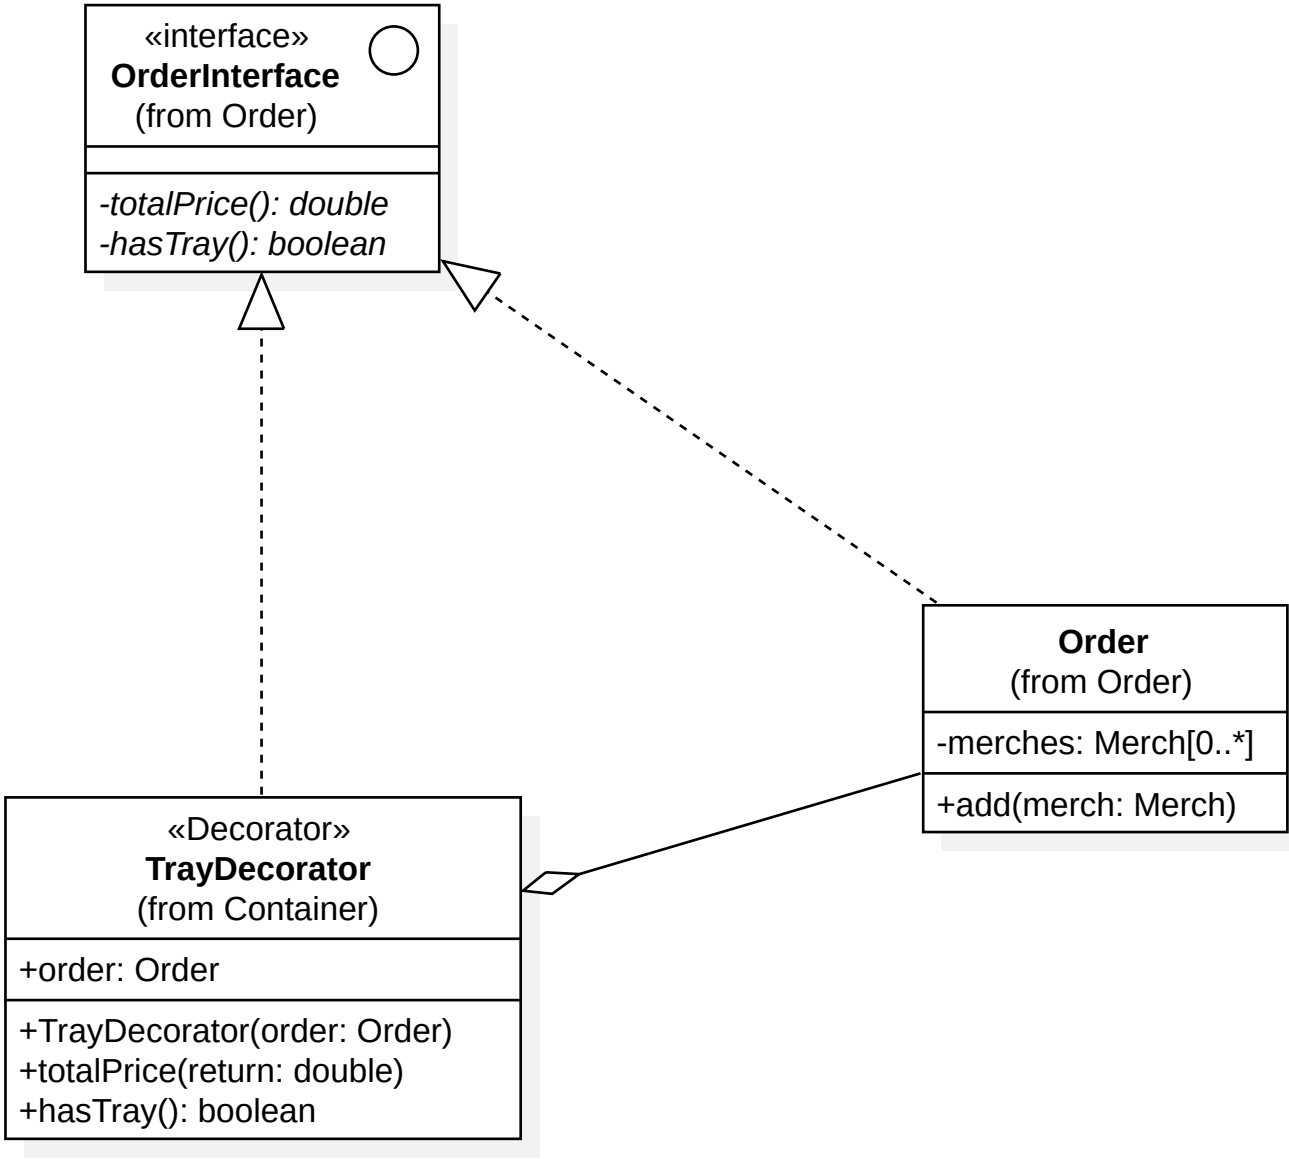 «interface»
OrderInterface
(from Order)
-totalPrice(): double
-hasTray(): boolean
Order
(from Order)
-merches: Merch[0..*]
+add(merch: Merch)
«Decorator»
TrayDecorator
(from Container)
+order: Order
+TrayDecorator(order: Order)
+totalPrice(return: double)
+hasTray(): boolean